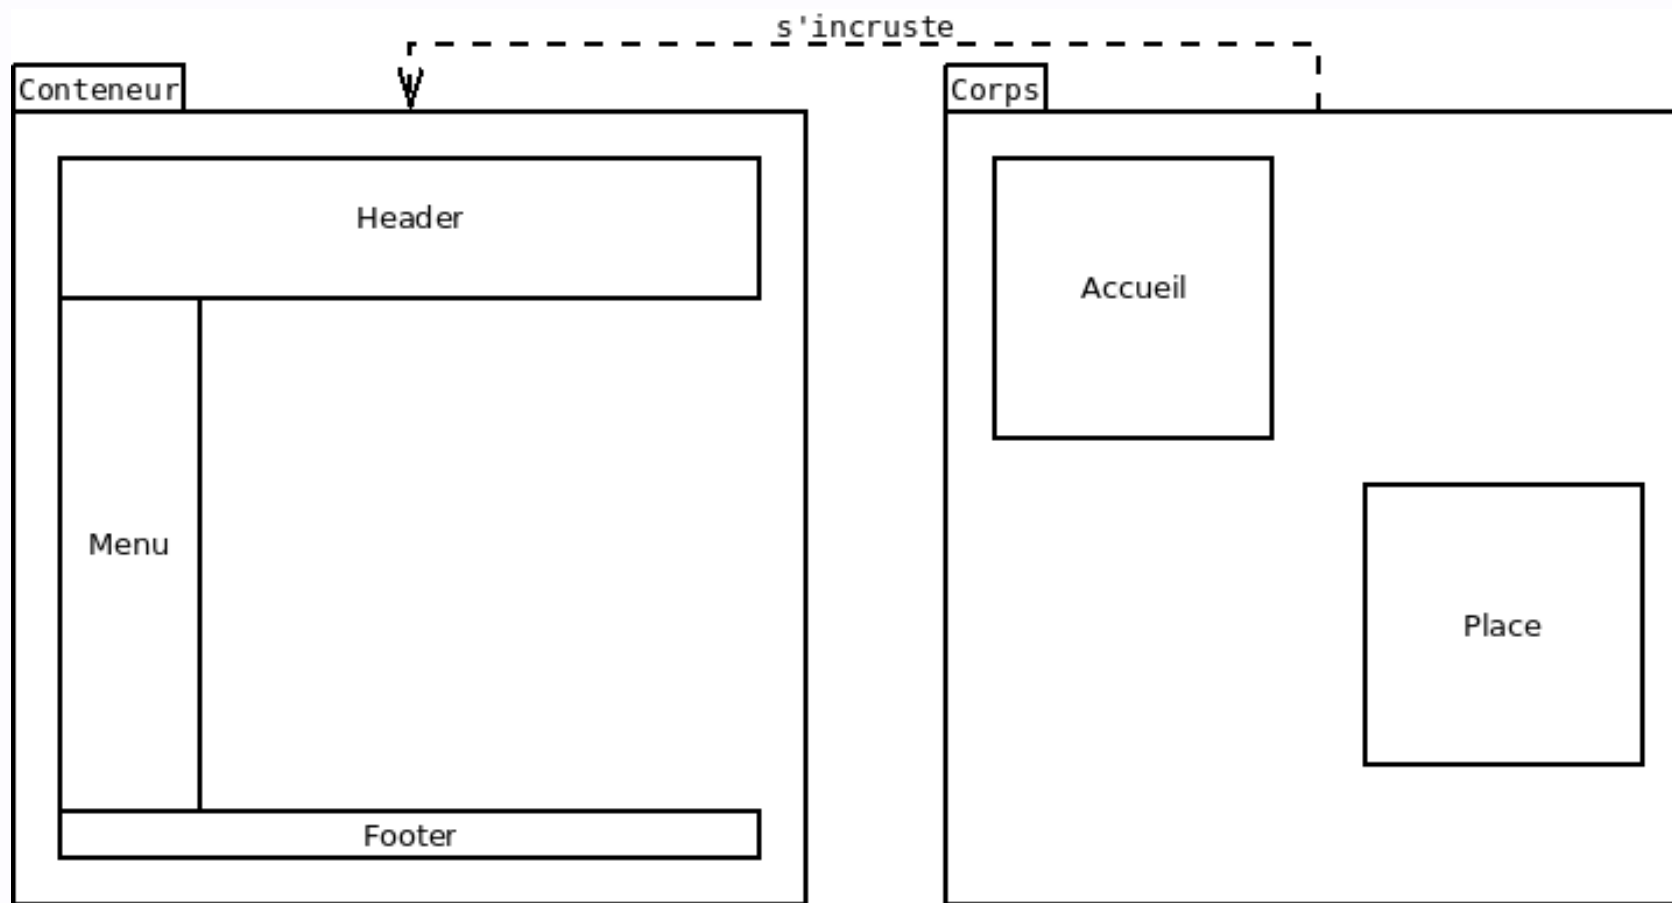 s'incruste
Conteneur
Corps
Header
Accueil
Menu
Place
Footer